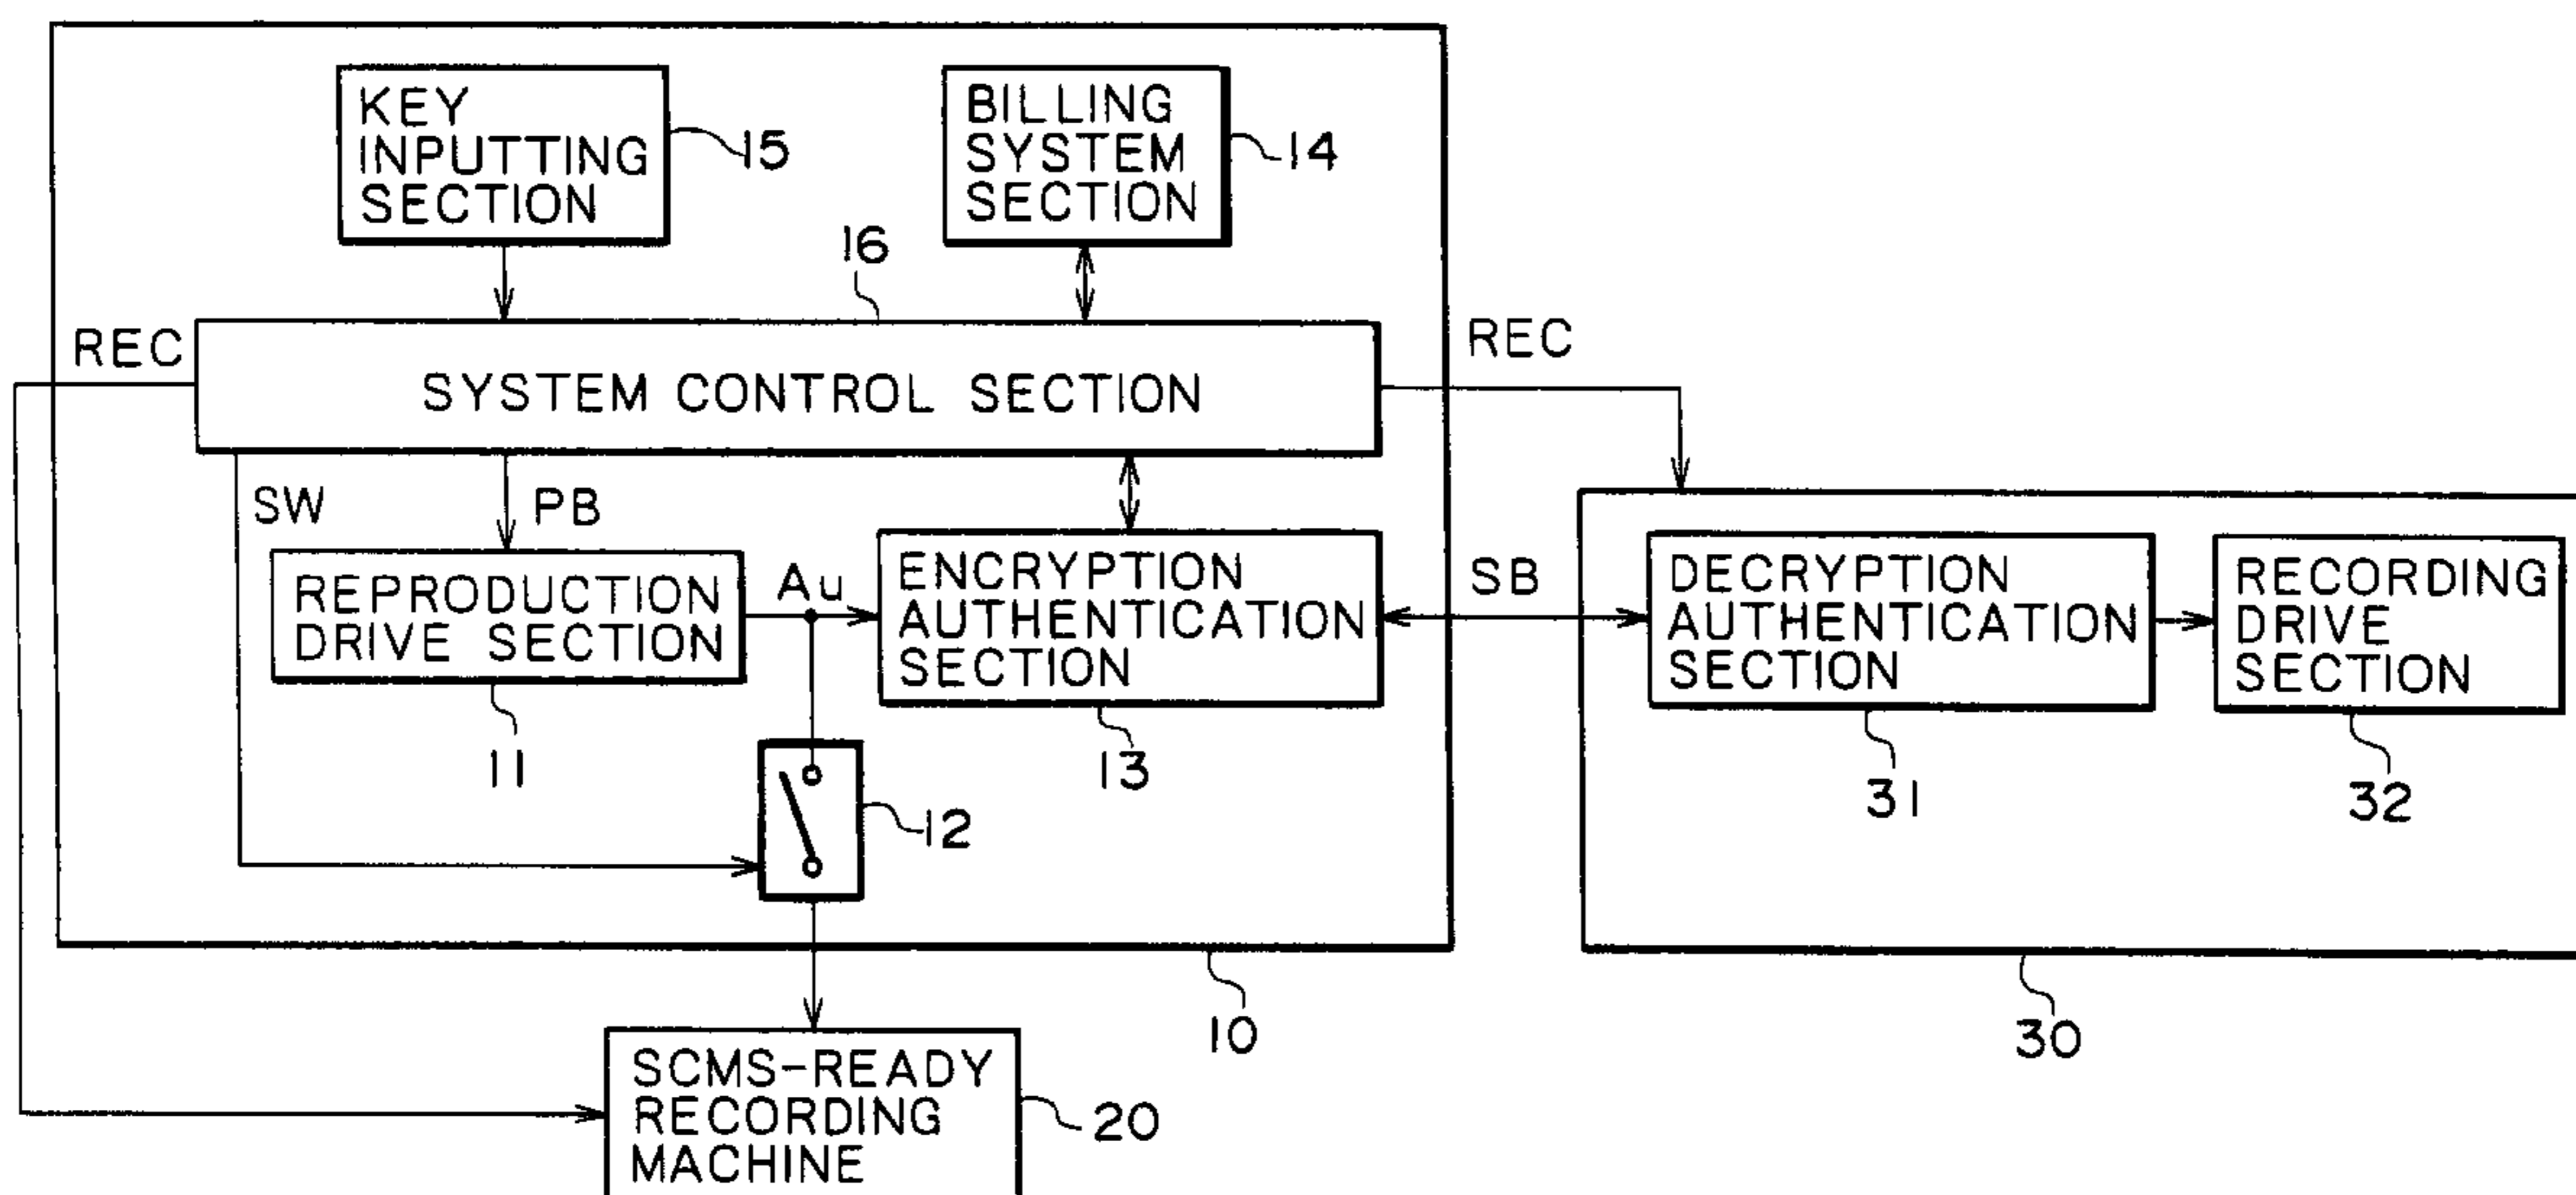 KEY
INPUTTING
SECTION
15
BILLING
SYSTEM
SECTION
14
16
REC
SYSTEM CONTROL SECTION
REC
SW
PB
REPRODUCTION
DRIVE SECTION
11
Au
ENCRYPTION
AUTHENTICATION
SECTION
13
SB
DECRYPTION
AUTHENTICATION
SECTION
31
RECORDING
DRIVE
SECTION
32
12
10
30
SCMS-READY
RECORDING
MACHINE
20